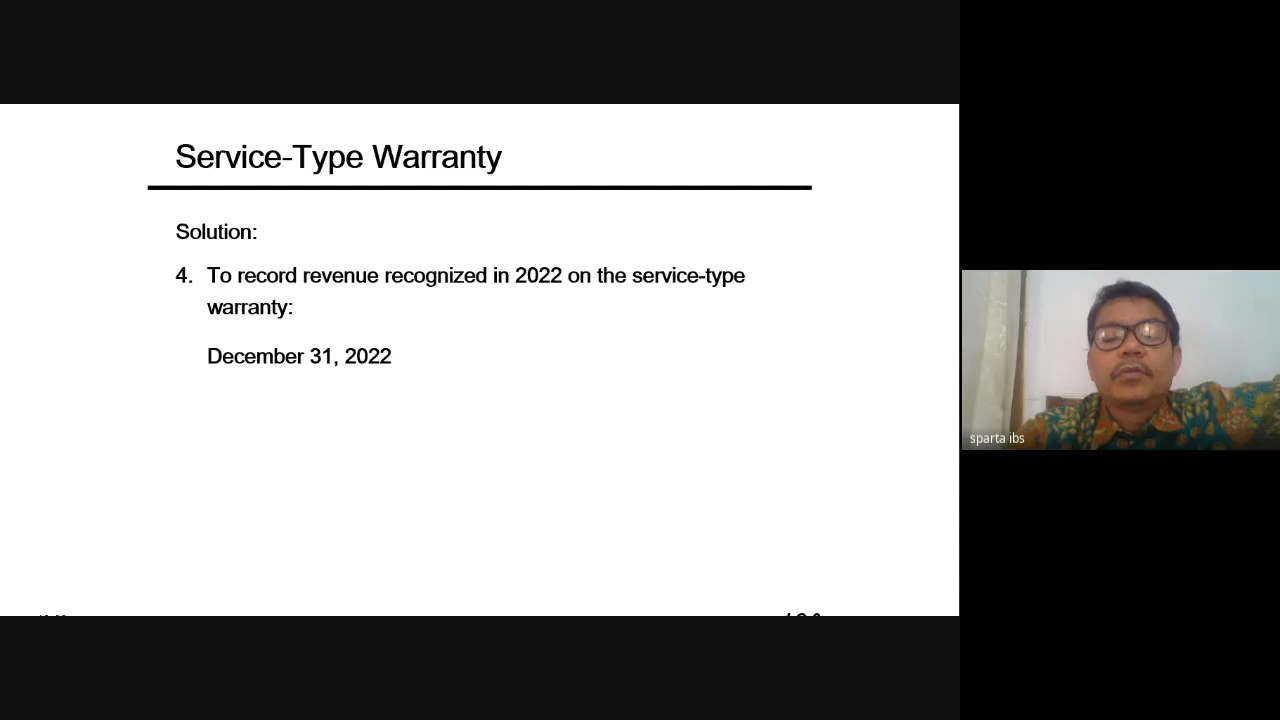 Service-Type Warranty
Solution:
4. To record revenue recognized in 2022 on the service-type
warranty:
December 31, 2022
sparta ibs